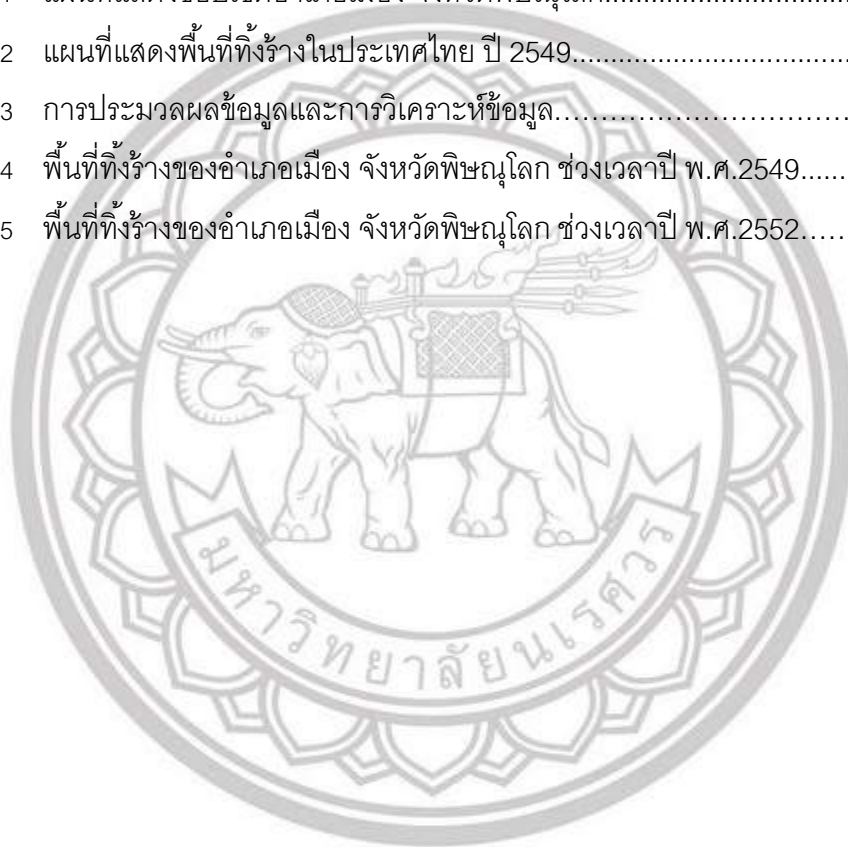 2 แผนที่แสดงพื้นที่ทิ้งร้างในประเทศไทย ปี 2549...................................
3 การประมวลผลข้อมูลและการวิเคราะห์ข้อมูล…………………………
4 พื้นที่ทิ้งร้างของอำเภอเมือง จังหวัดพิษณุโลก ช่วงเวลาปี พ.ศ.2549......
5 พื้นที่ทิ้งร้างของอำเภอเมือง จังหวัดพิษณุโลก ช่วงเวลาปี พ.ศ.2552……
มหาวิทยาลัยนเรศวร